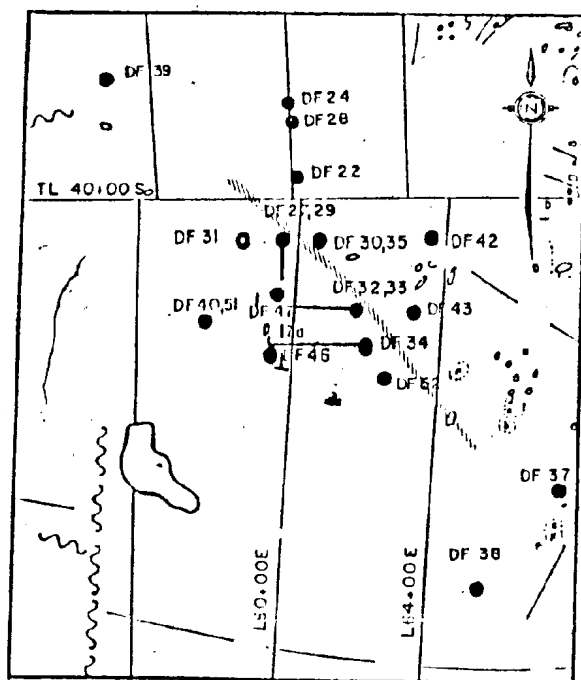 DF 39
DF 24
DF 28
N
DF 22
TL 40+00 S
DF 31
DF 30,35
DF 42
DF 32,33
DF 40,51
DF 47
DF 43
DF 34
DF 46
DF 52
DF 37
DF 38
L50+00E
L64+00E